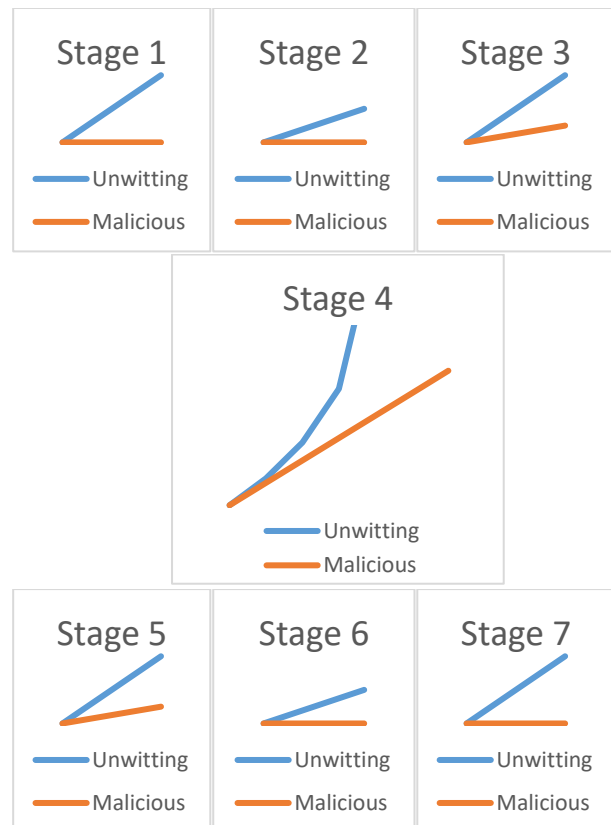 Stage 1
Unwitting
Malicious
Stage 2
Unwitting
Malicious
Stage 3
Unwitting
Malicious
Stage 4
Unwitting
Malicious
Stage 5
Unwitting
Malicious
Stage 6
Unwitting
Malicious
Stage 7
Unwitting
Malicious